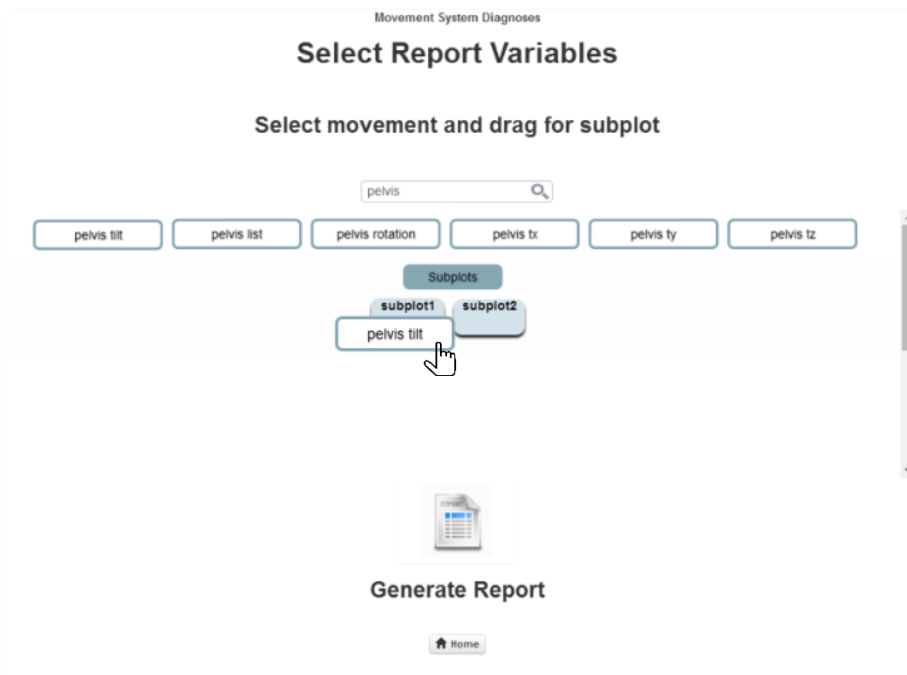 Movement System Diagnoses
Select Report Variables
Select movement and drag for subplot
pelvis
pelvis tilt pelvis list pelvis rotation pelvis tx pelvis ty pelvis tz
Subplots
subplot1 subplot2
pelvis tilt
REPORT
Generate Report
Home